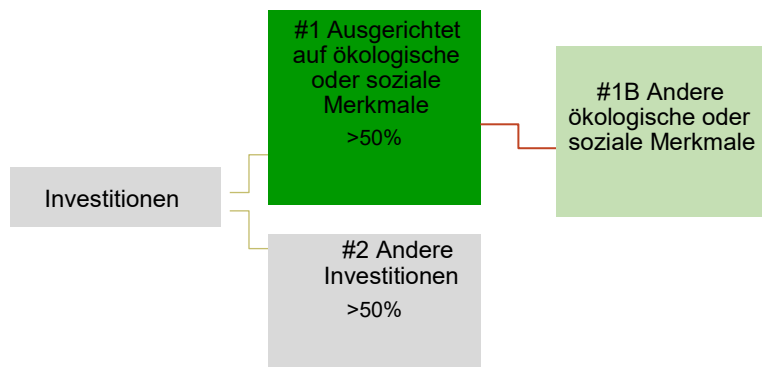 #1 Ausgerichtet
auf ökologische
oder soziale
Merkmale
>50%
#1B Andere
ökologische oder
soziale Merkmale
Investitionen
#2 Andere
Investitionen
>50%